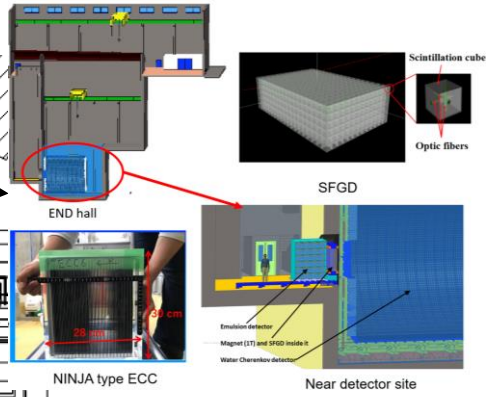 Scintillation cube
Optic fibers
SFGD
END hall
28 cm
30 cm
NINJA type ECC
Emulsion detector
Magnet (1T) and SFGD inside it
Water Cherenkov detector
Near detector site